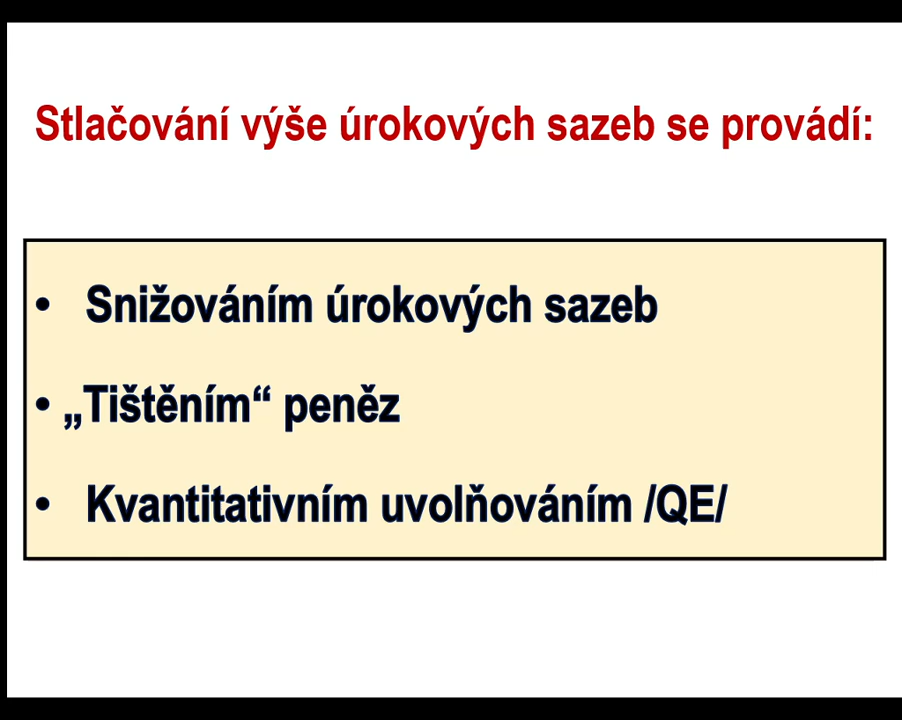 Stlačování výše úrokových sazeb se provádí:
• Snižováním úrokových sazeb
• „Tištěním“ peněz
• Kvantitativním uvolňováním /QE/